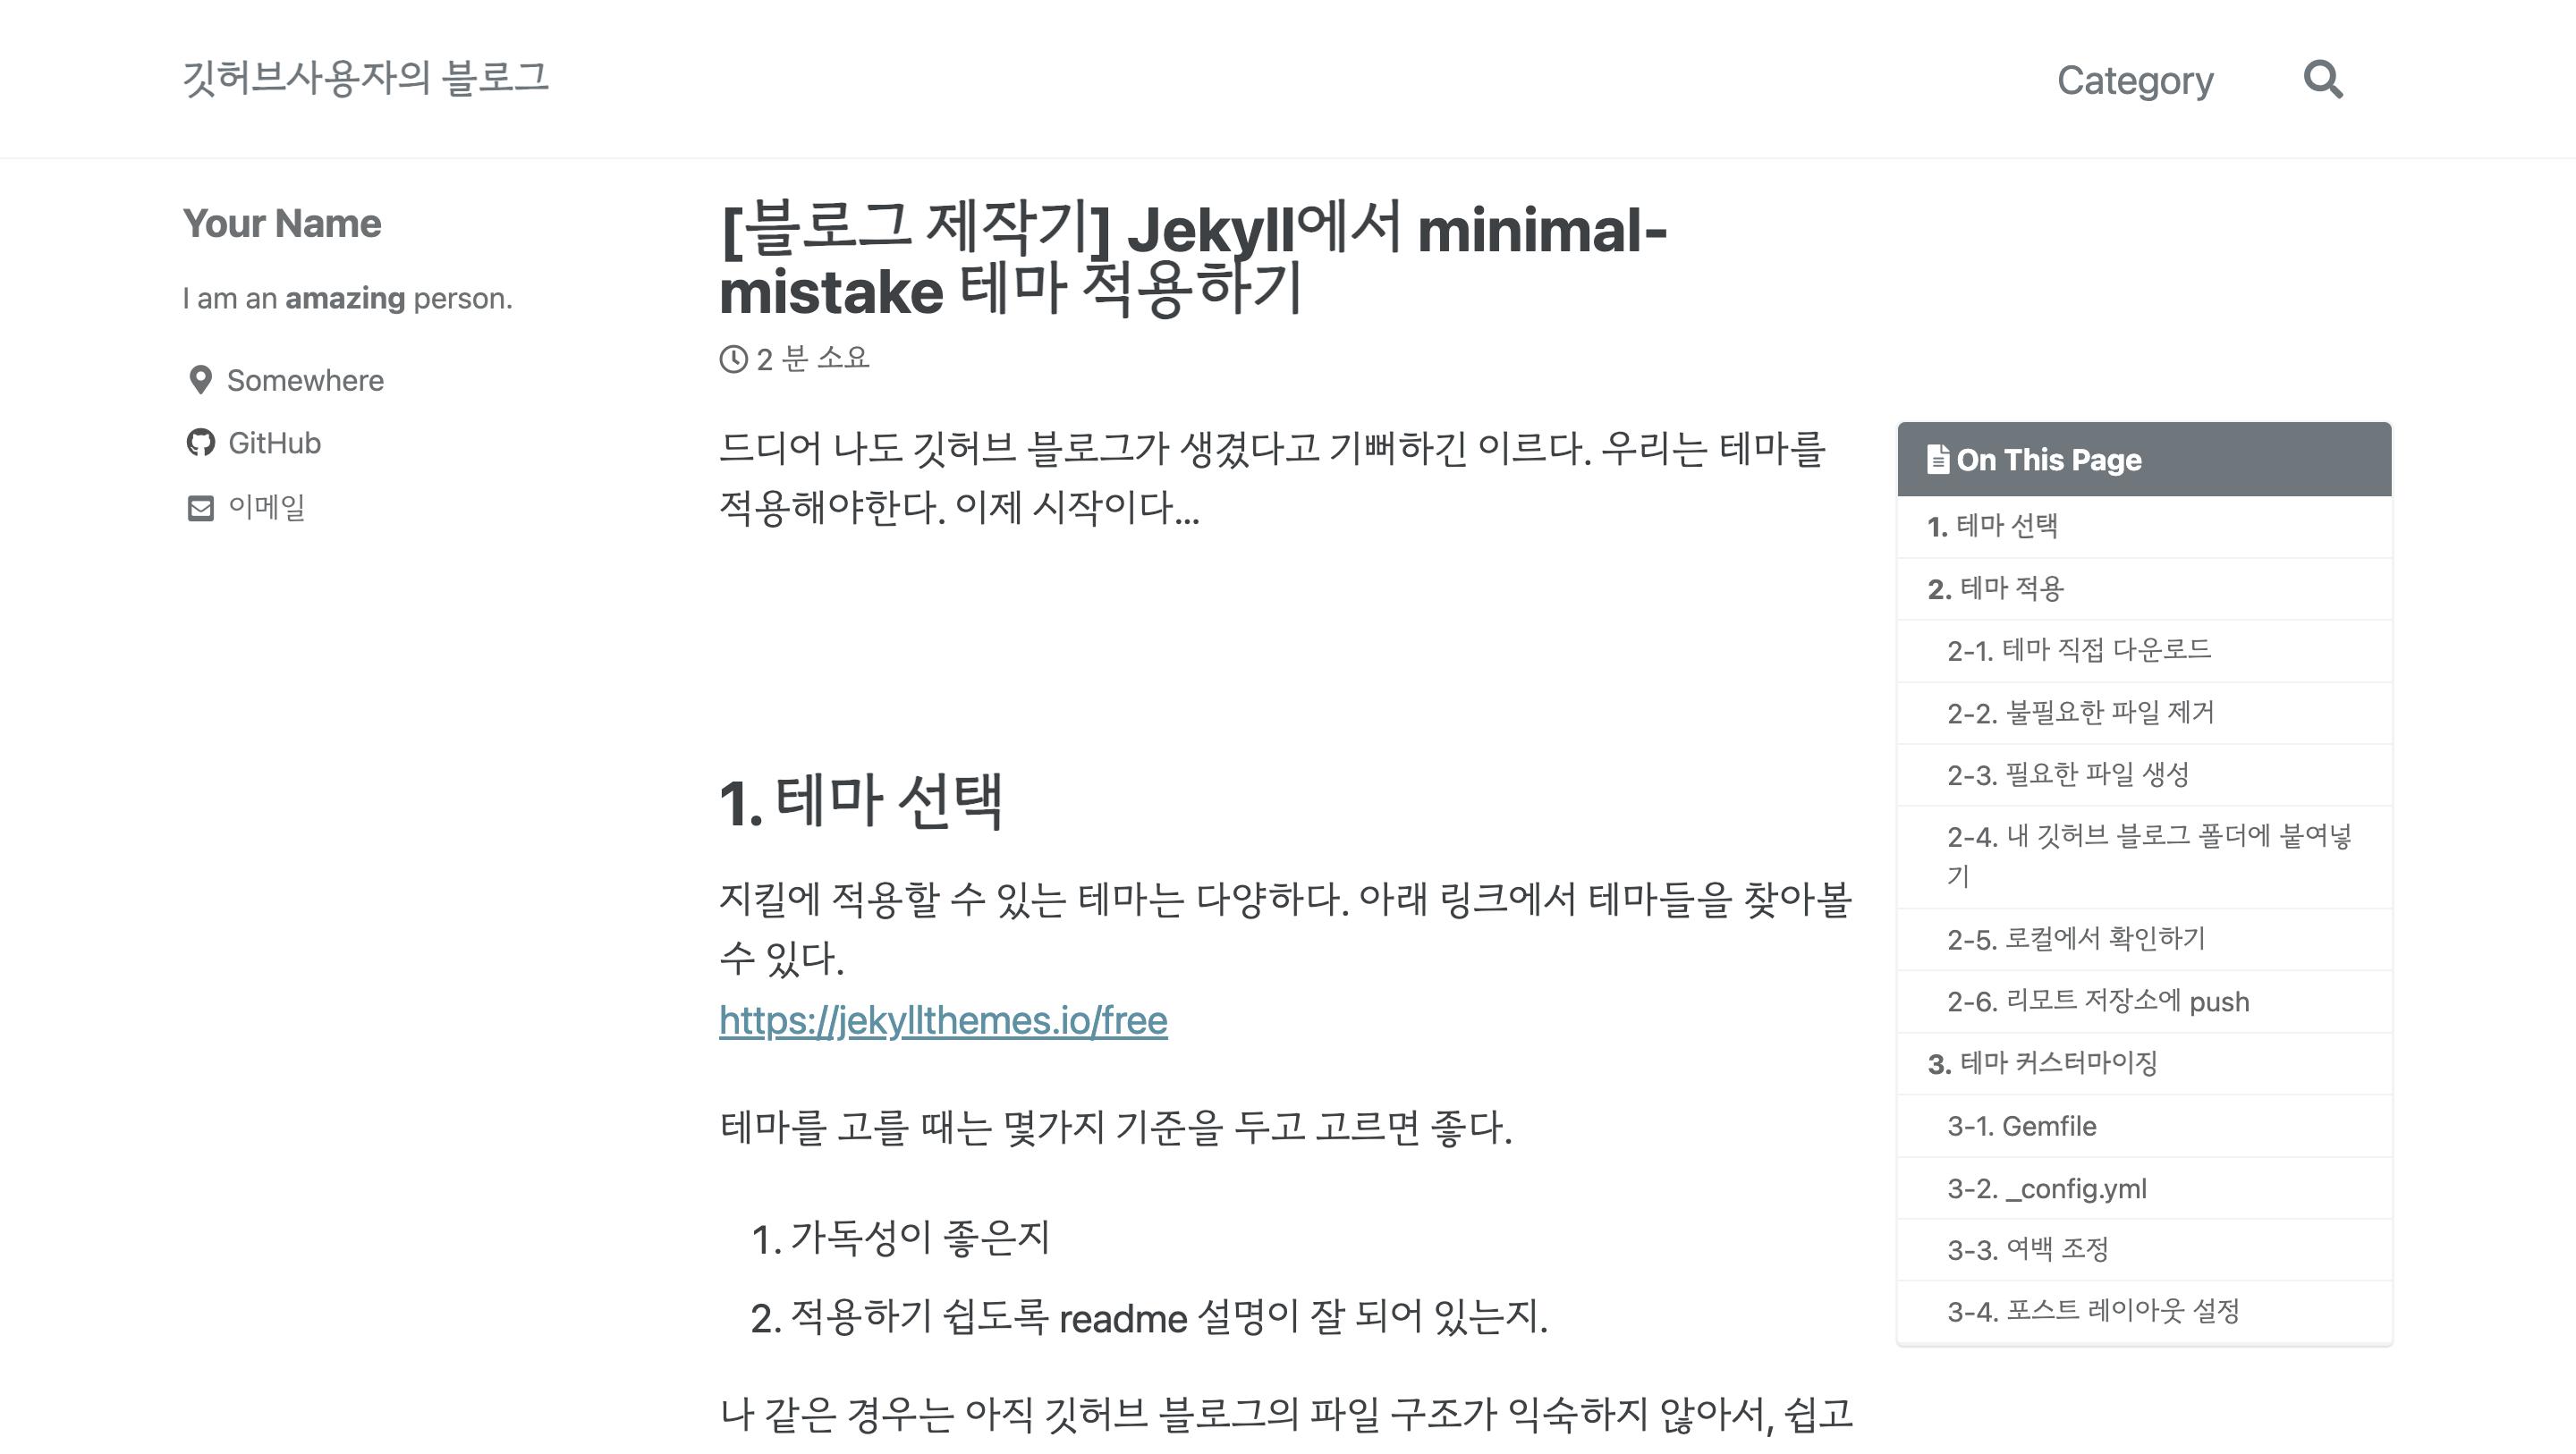 깃허브사용자의 블로그
Category
Your Name
I am an amazing person.
Somewhere
GitHub
이메일
[블로그 제작기] Jekyll에서 minimal-
mistake 테마 적용하기
2 분 소요
드디어 나도 깃허브 블로그가 생겼다고 기뻐하긴 이르다. 우리는 테마를
적용해야한다. 이제 시작이다...
1. 테마 선택
지킬에 적용할 수 있는 테마는 다양하다. 아래 링크에서 테마들을 찾아볼
수 있다.
https://jekyllthemes.io/free
테마를 고를 때는 몇가지 기준을 두고 고르면 좋다.
1. 가독성이 좋은지
2. 적용하기 쉽도록 readme 설명이 잘 되어 있는지.
나 같은 경우는 아직 깃허브 블로그의 파일 구조가 익숙하지 않아서, 쉽고
On This Page
1. 테마 선택
2. 테마 적용
2-1. 테마 직접 다운로드
2-2. 불필요한 파일 제거
2-3. 필요한 파일 생성
2-4. 내 깃허브 블로그 폴더에 붙여넣
기
2-5. 로컬에서 확인하기
2-6. 리모트 저장소에 push
3. 테마 커스터마이징
3-1. Gemfile
3-2. _config.yml
3-3. 여백 조정
3-4. 포스트 레이아웃 설정